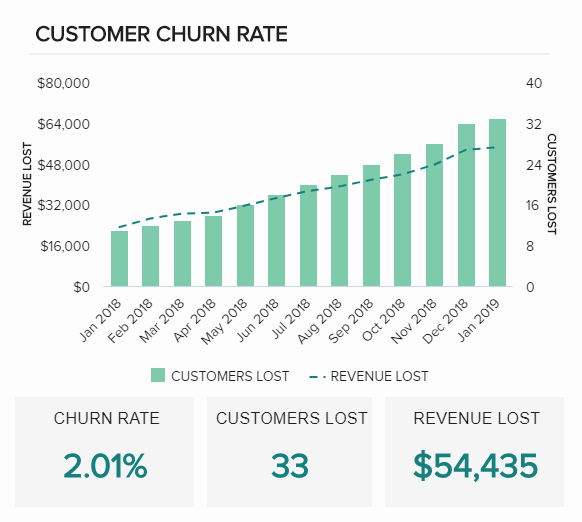 CUSTOMER CHURN RATE
$80,000
$64,000
$48,000
$32,000
$16,000
$0
REVENUE LOST
40
32
24
16
8
0
CUSTOMERS LOST
Jan 2018
Feb 2018
Mar 2018
Apr 2018
May 2018
Jun 2018
Jul 2018
Aug 2018
Sep 2018
Oct 2018
Nov 2018
Dec 2018
Jan 2019
CUSTOMERS LOST
REVENUE LOST
CHURN RATE
2.01%
CUSTOMERS LOST
33
REVENUE LOST
$54,435